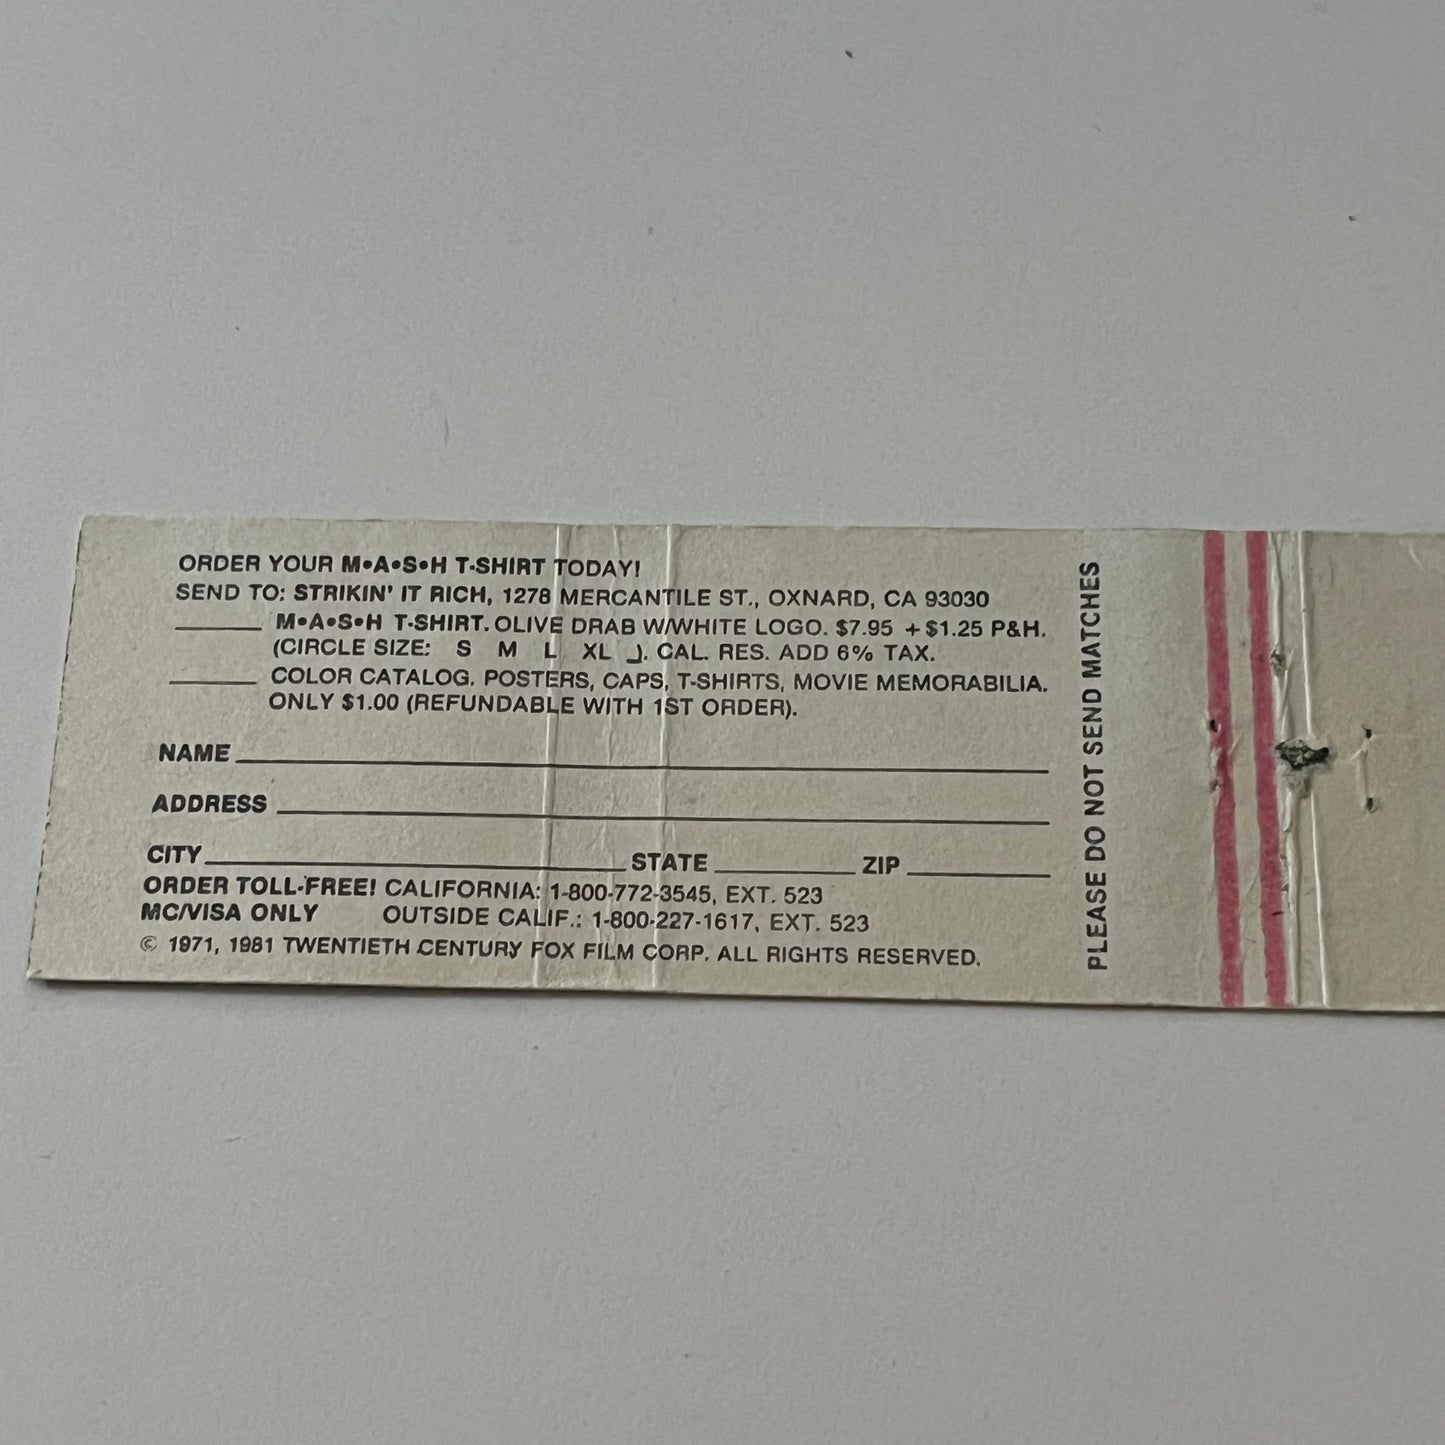 ORDER YOUR M•A•S•H T-SHIRT TODAY!
SEND TO: STRIKIN' IT RICH, 1278 MERCANTILE ST., OXNARD, CA 93030
______ M•A•S•H T-SHIRT. OLIVE DRAB W/WHITE LOGO. $7.95 + $1.25 P&H.
(CIRCLE SIZE: S M L XL ). CAL. RES. ADD 6% TAX.
______ COLOR CATALOG. POSTERS, CAPS, T-SHIRTS, MOVIE MEMORABILIA.
ONLY $1.00 (REFUNDABLE WITH 1ST ORDER).
NAME
ADDRESS
CITY STATE ZIP
ORDER TOLL-FREE! CALIFORNIA: 1-800-772-3545, EXT. 523
MC/VISA ONLY OUTSIDE CALIF.: 1-800-227-1617, EXT. 523
© 1971, 1981 TWENTIETH CENTURY FOX FILM CORP. ALL RIGHTS RESERVED.
PLEASE DO NOT SEND MATCHES